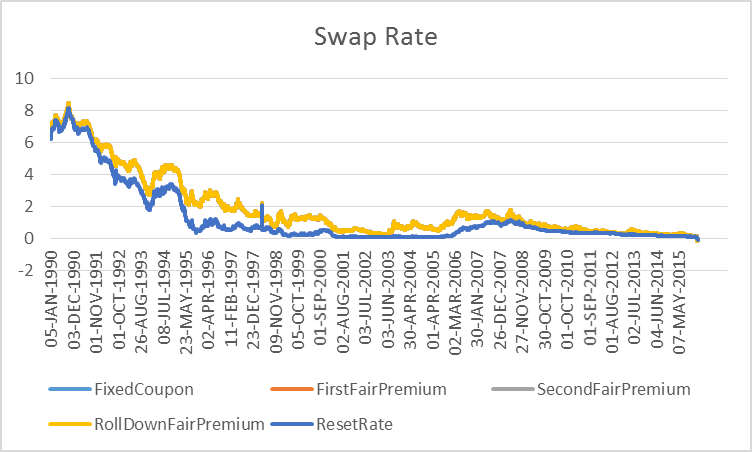 Swap Rate
10
8
6
4
2
0
-2
05-JAN-1990
03-DEC-1990
01-NOV-1991
01-OCT-1992
26-AUG-1993
08-JUL-1994
23-MAY-1995
02-APR-1996
11-FEB-1997
23-DEC-1997
09-NOV-1998
06-OCT-1999
01-SEP-2000
02-AUG-2001
03-JUL-2002
03-JUN-2003
04-APR-2004
01-APR-2005
02-MAR-2006
30-JAN-2007
26-DEC-2007
27-NOV-2008
30-OCT-2009
10-OCT-2010
01-SEP-2011
02-AUG-2012
12-JUL-2013
04-JUN-2014
07-MAY-2015
FixedCoupon
FirstFairPremium
SecondFairPremium
RollDownFairPremium
ResetRate